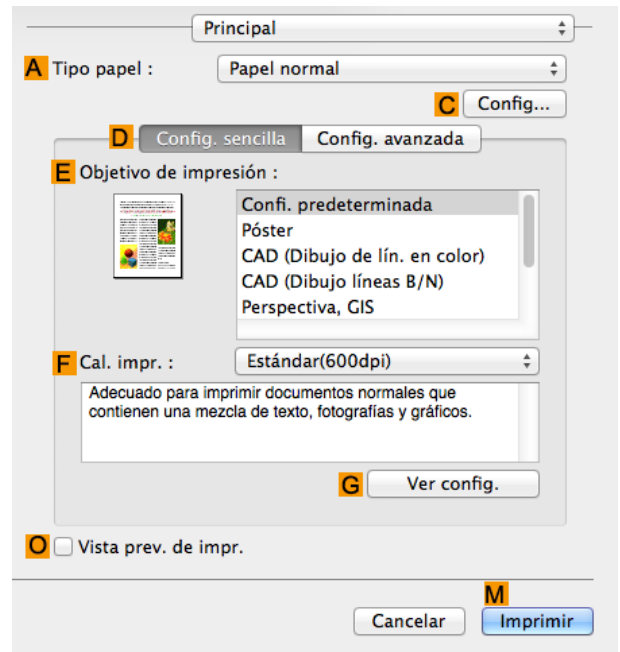 Principal
A Tipo papel : Papel normal
C Config...
D Config. sencilla Config. avanzada
E Objetivo de impresión :
Confi. predeterminada
Póster
CAD (Dibujo de lín. en color)
CAD (Dibujo líneas B/N)
Perspectiva, GIS
F Cal. impr. : Estándar(600dpi)
Adecuado para imprimir documentos normales que
contienen una mezcla de texto, fotografías y gráficos.
G Ver config.
O Vista prev. de impr.
M
Cancelar Imprimir